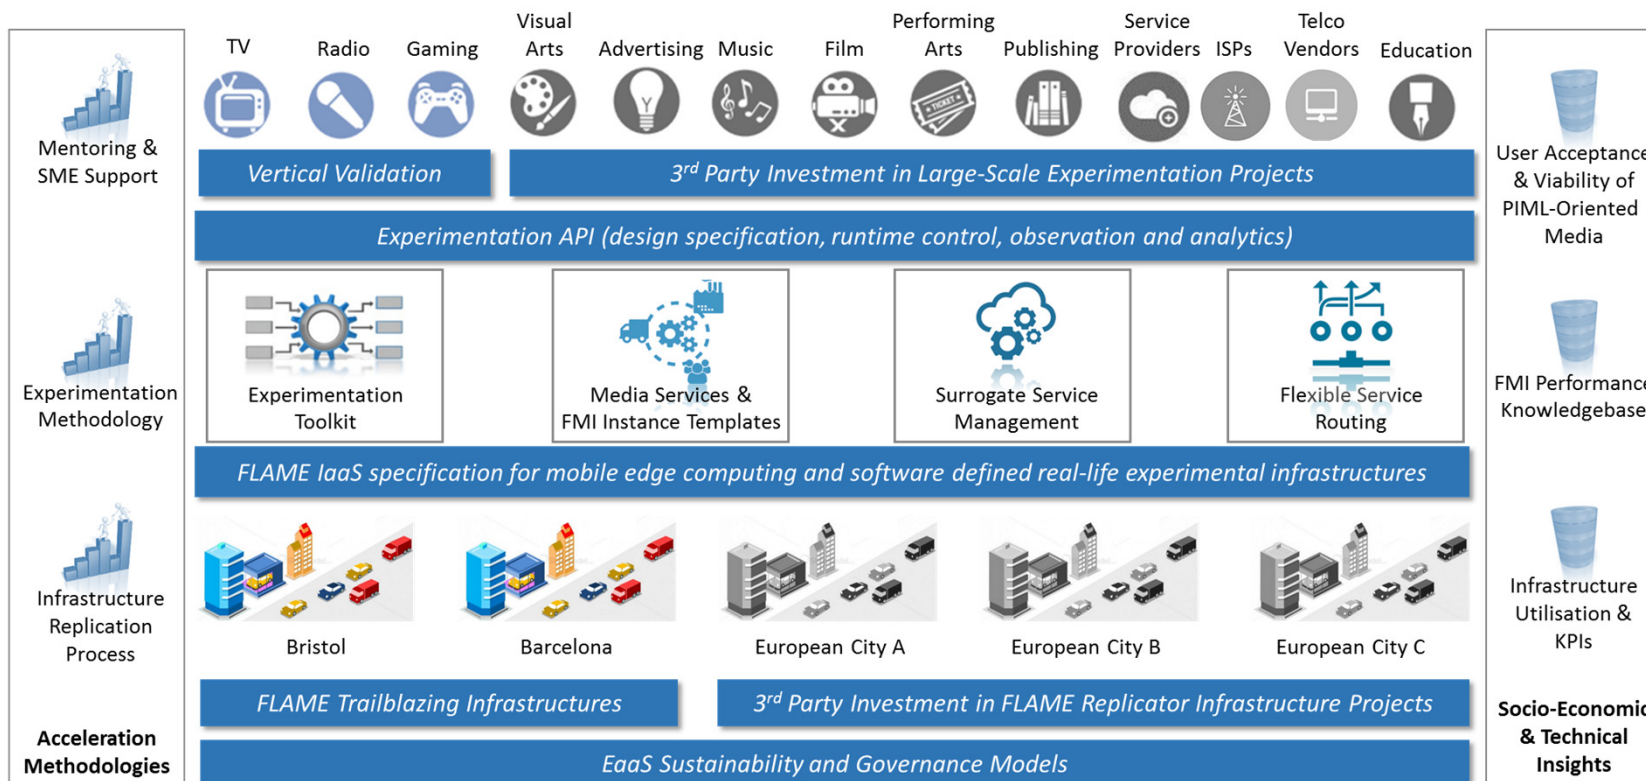 TV
Radio
Gaming
Visual
Arts
Advertising
Music
Film
Performing
Arts
Publishing
Service
Providers
ISPs
Telco
Vendors
Education
TICKET
Vertical Validation
3rd Party Investment in Large-Scale Experimentation Projects
Experimentation API (design specification, runtime control, observation and analytics)
Experimentation
Toolkit
Media Services &
FMI Instance Templates
Surrogate Service
Management
Flexible Service
Routing
FLAME IaaS specification for mobile edge computing and software defined real-life experimental infrastructures
Bristol
Barcelona
European City A
European City B
European City C
FLAME Trailblazing Infrastructures
3rd Party Investment in FLAME Replicator Infrastructure Projects
EaaS Sustainability and Governance Models
Mentoring &
SME Support
Experimentation
Methodology
Infrastructure
Replication
Process
Acceleration
Methodologies
User Acceptance
& Viability of
PIML-Oriented
Media
FMI Performance
Knowledgebase
Infrastructure
Utilisation &
KPIs
Socio-Economic
& Technical
Insights